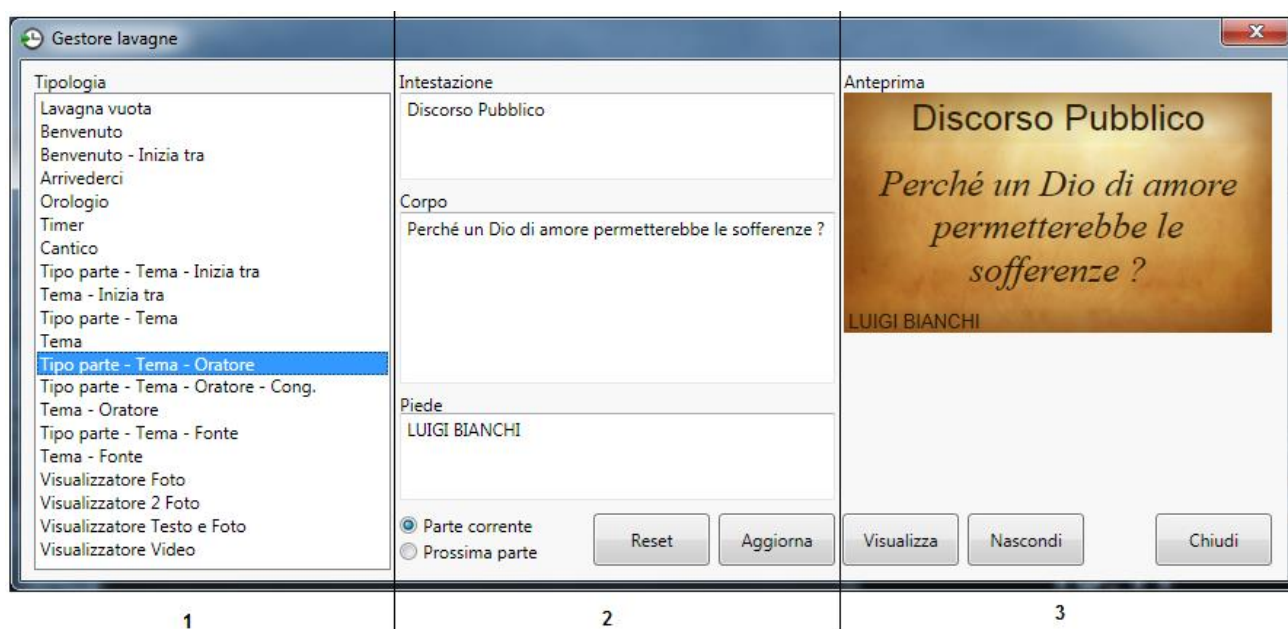 Gestore lavagne
Tipologia
Lavagna vuota
Benvenuto
Benvenuto - Inizia tra
Arrivederci
Orologio
Timer
Cantico
Tipo parte - Tema - Inizia tra
Tema - Inizia tra
Tipo parte - Tema
Tema
Tipo parte - Tema - Oratore
Tipo parte - Tema - Oratore - Cong.
Tema - Oratore
Tipo parte - Tema - Fonte
Tema - Fonte
Visualizzatore Foto
Visualizzatore 2 Foto
Visualizzatore Testo e Foto
Visualizzatore Video
Intestazione
Discorso Pubblico
Corpo
Perché un Dio di amore permetterebbe le sofferenze ?
Piede
LUIGI BIANCHI
Parte corrente
Prossima parte
Reset
Aggiorna
Anteprima
Discorso Pubblico
Perché un Dio di amore
permetterebbe le
sofferenze ?
LUIGI BIANCHI
Visualizza
Nascondi
Chiudi
1
2
3